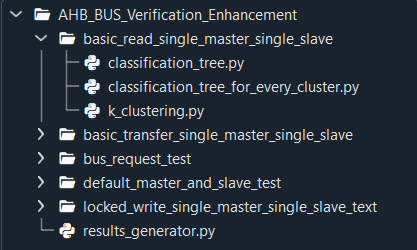 AHB_BUS_Verification_Enhancement
basic_read_single_master_single_slave
classification_tree.py
classification_tree_for_every_cluster.py
k_clustering.py
basic_transfer_single_master_single_slave
bus_request_test
default_master_and_slave_test
locked_write_single_master_single_slave_text
results_generator.py